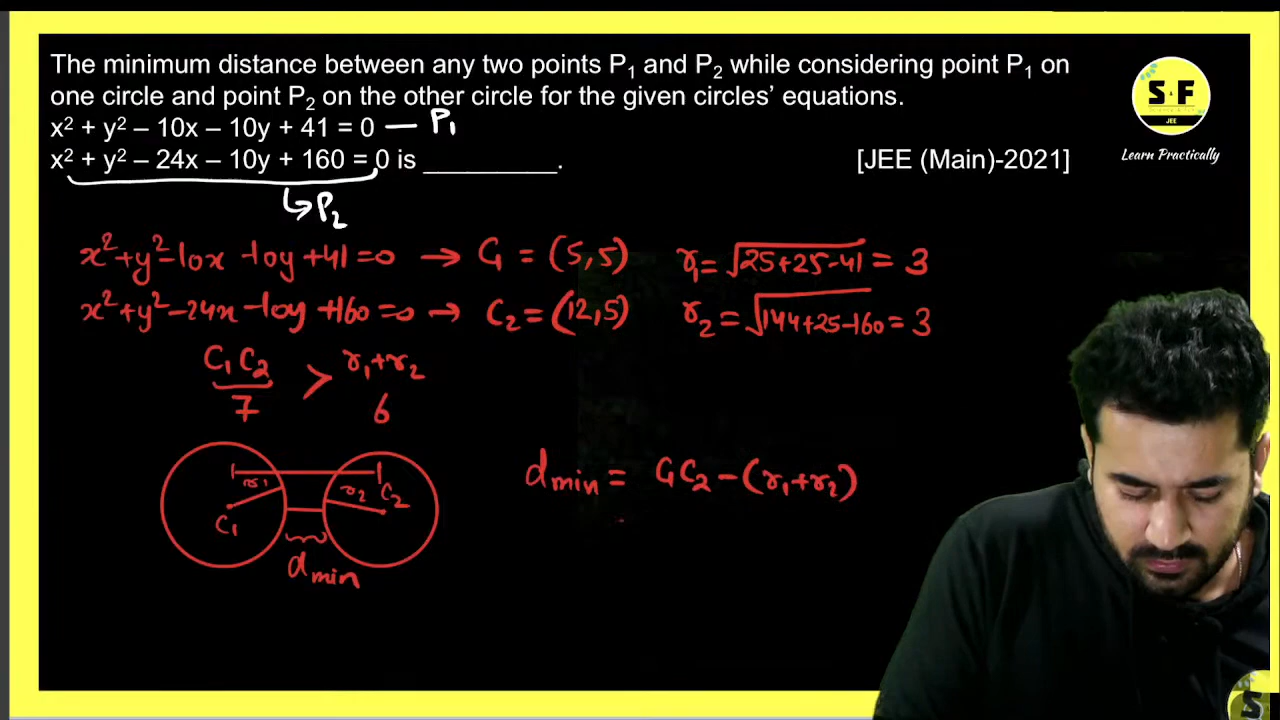 The minimum distance between any two points P₁ and P₂ while considering point P₁ on
one circle and point P₂ on the other circle for the given circles' equations.
x² + y² – 10x – 10y + 41 = 0 — P₁
x² + y² – 24x – 10y + 160 = 0 is _________. [JEE (Main)-2021]
↳ P₂
S & F
JEE
Learn Practically
x²+y²-10x-10y+41=0 → C₁ = (5,5) r₁= √25+25-41 = 3
x²+y²-24x-10y+160=0 → C₂ = (12,5) r₂ = √144+25-160 = 3
C₁C₂ > r₁+r₂
7 6
r₁ r₂
C₁ C₂
dmin
dmin = C₁C₂ - (r₁+r₂)
S